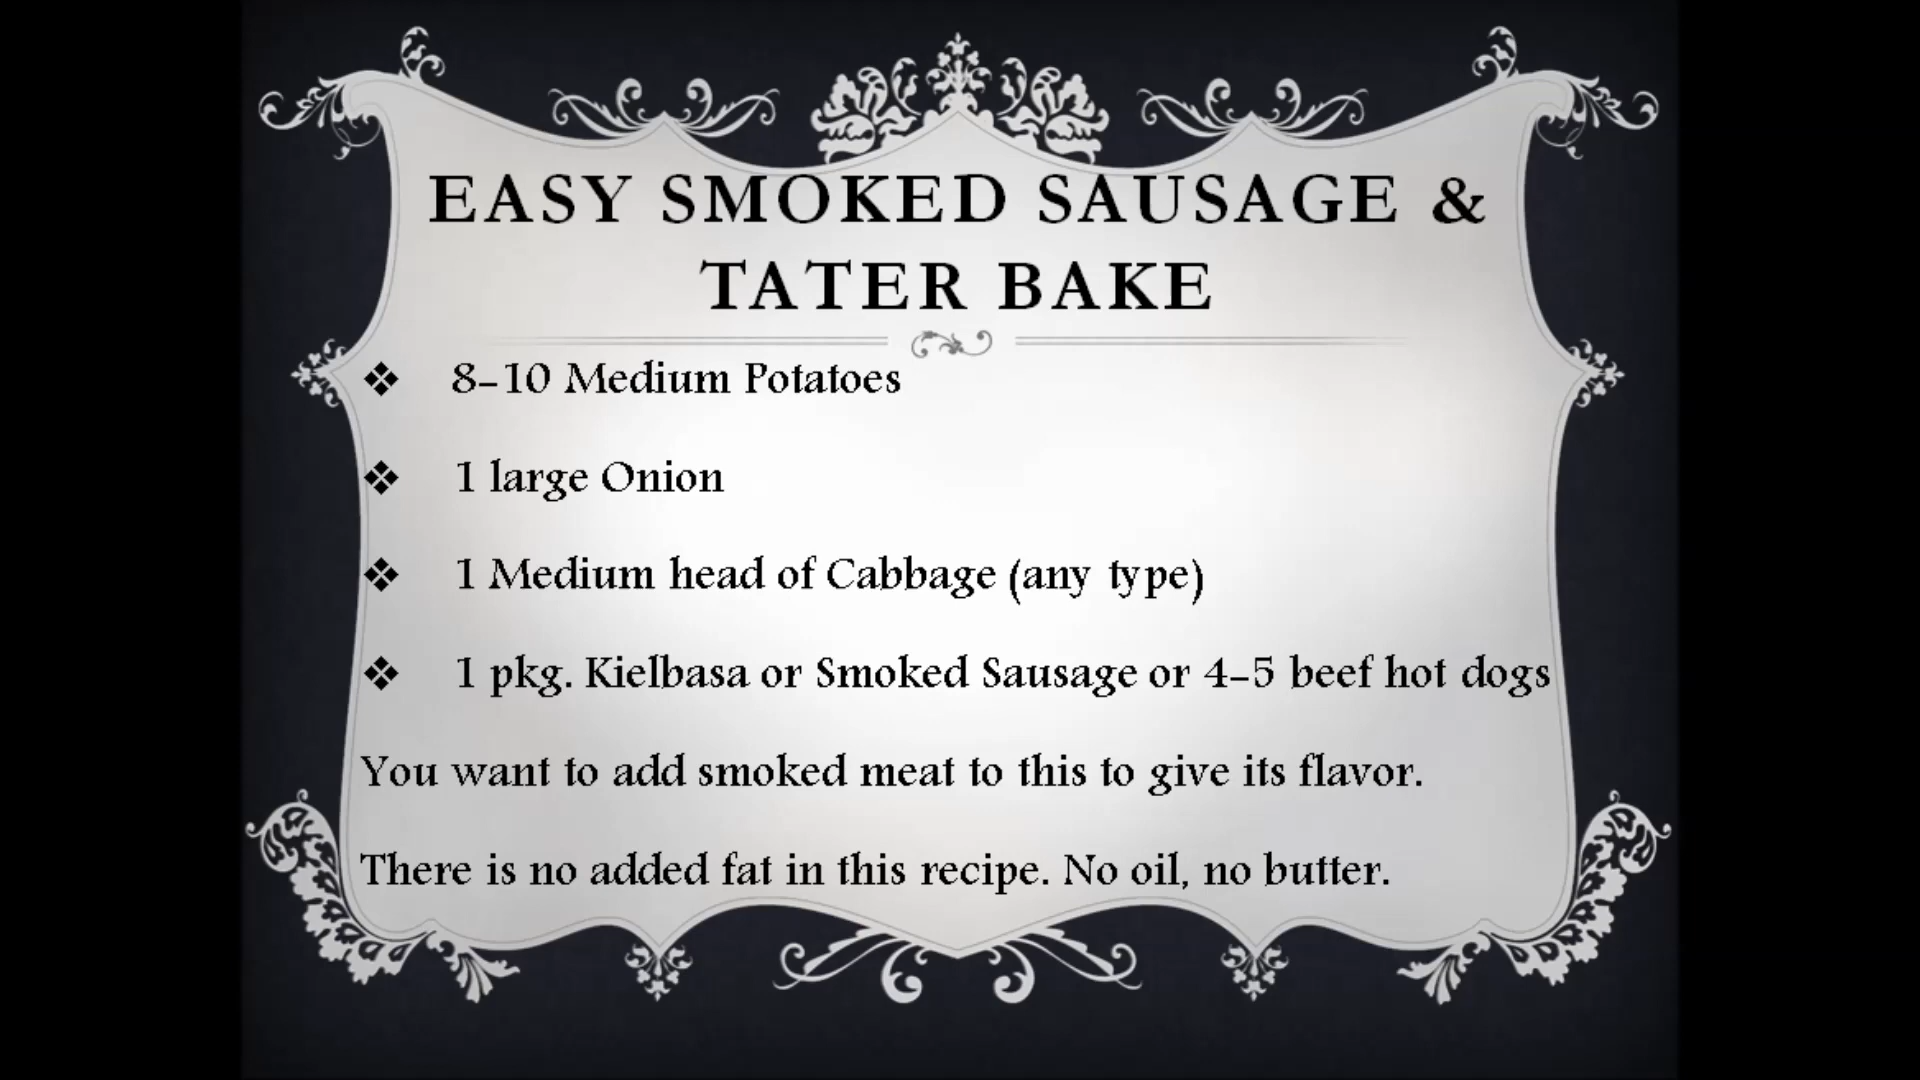 EASY SMOKED SAUSAGE &
TATER BAKE
❖ 8–10 Medium Potatoes
❖ 1 large Onion
❖ 1 Medium head of Cabbage (any type)
❖ 1 pkg. Kielbasa or Smoked Sausage or 4–5 beef hot dogs
You want to add smoked meat to this to give its flavor.
There is no added fat in this recipe. No oil, no butter.